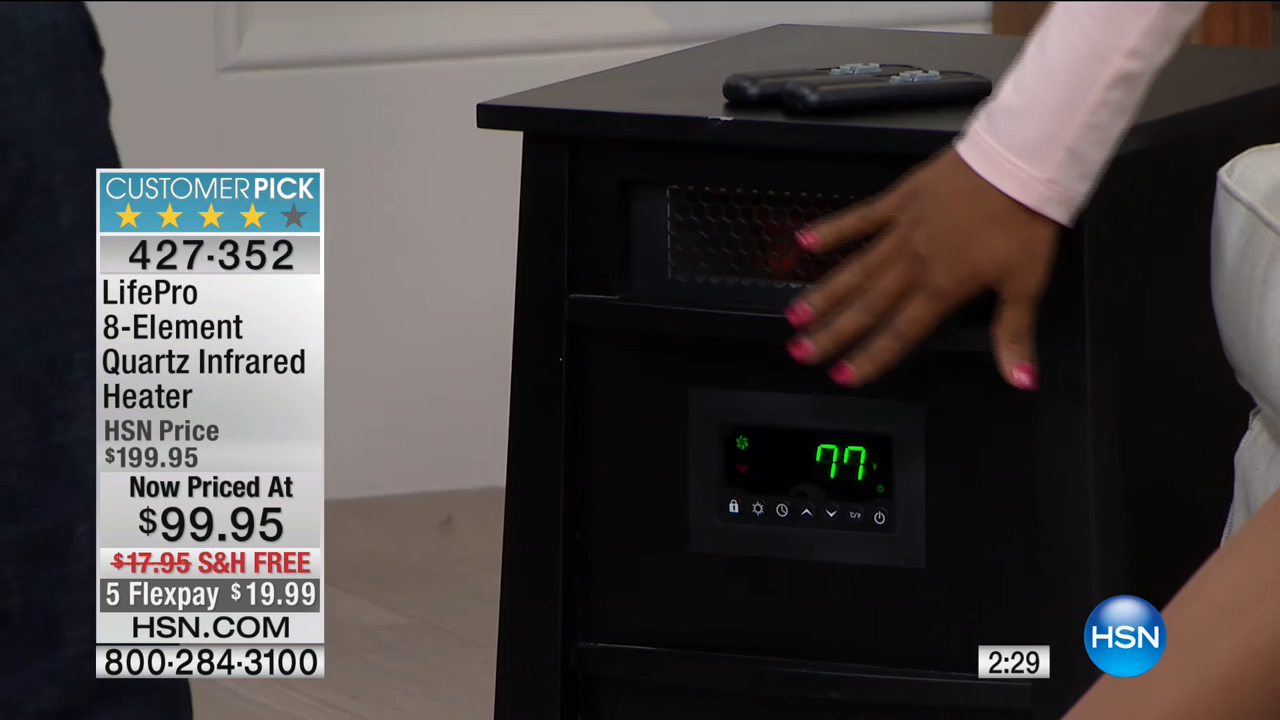 CUSTOMER PICK
427·352
LifePro
8-Element
Quartz Infrared
Heater
HSN Price
$199.95
Now Priced At
$99.95
$17.95 S&H FREE
5 Flexpay $19.99
HSN.COM
800·284·3100
77
°C/°F
2:29
HSN